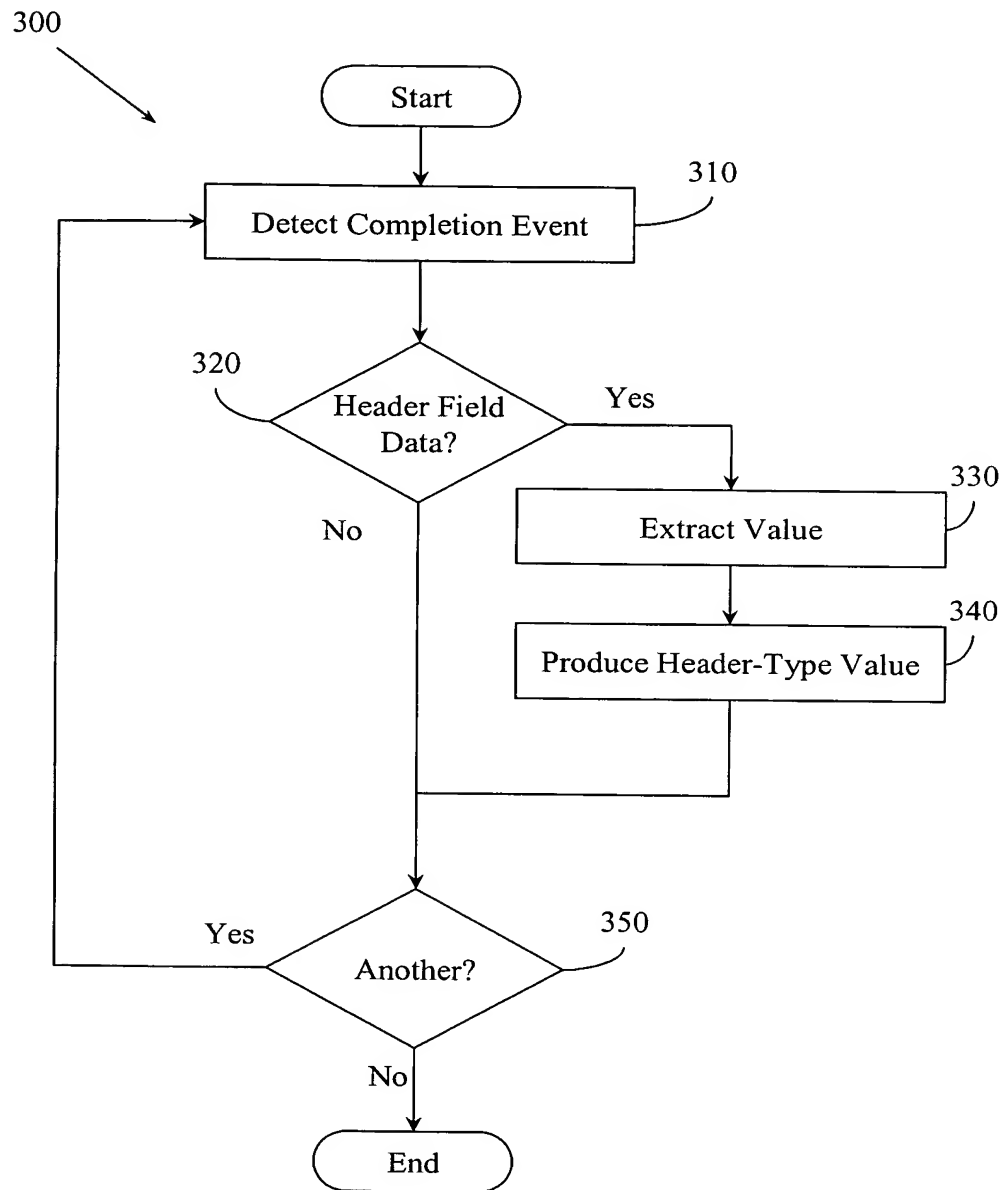 300
Start
310
Detect Completion Event
320
Header Field
Data?
Yes
330
No
Extract Value
340
Produce Header-Type Value
Yes
350
Another?
No
End